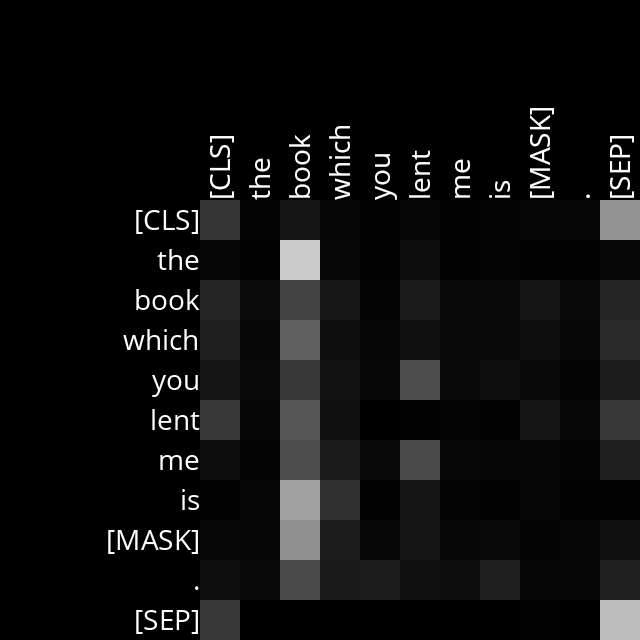 [CLS] the book which you lent me is [MASK] . [SEP]
[CLS]
the
book
which
you
lent
me
is
[MASK]
.
[SEP]